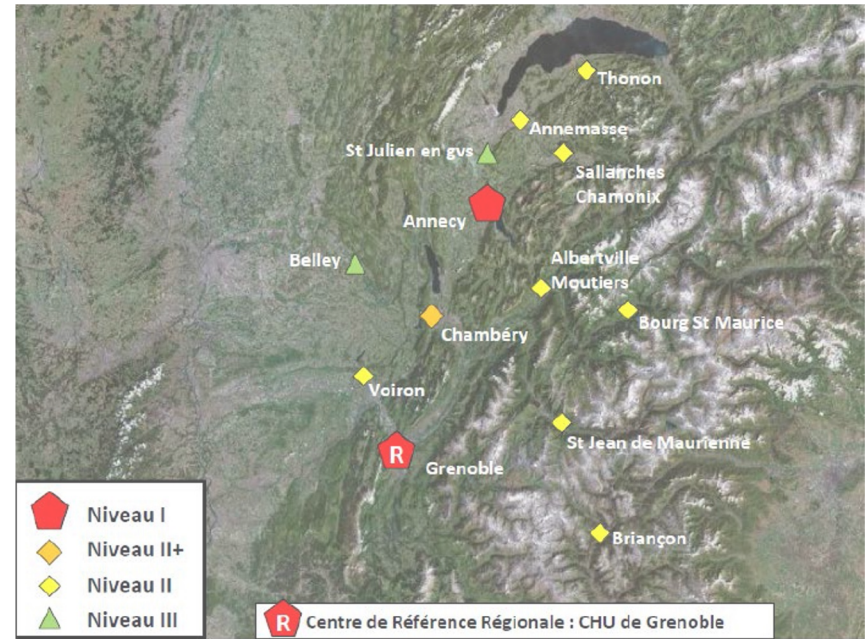 Thonon
Annemasse
St Julien en gvs
Sallanches
Chamonix
Annecy
Albertville
Moutiers
Belley
Bourg St Maurice
Chambéry
Voiron
St Jean de Maurienne
R
Grenoble
Briançon
Niveau I
Niveau II+
Niveau II
Niveau III
R Centre de Référence Régionale : CHU de Grenoble